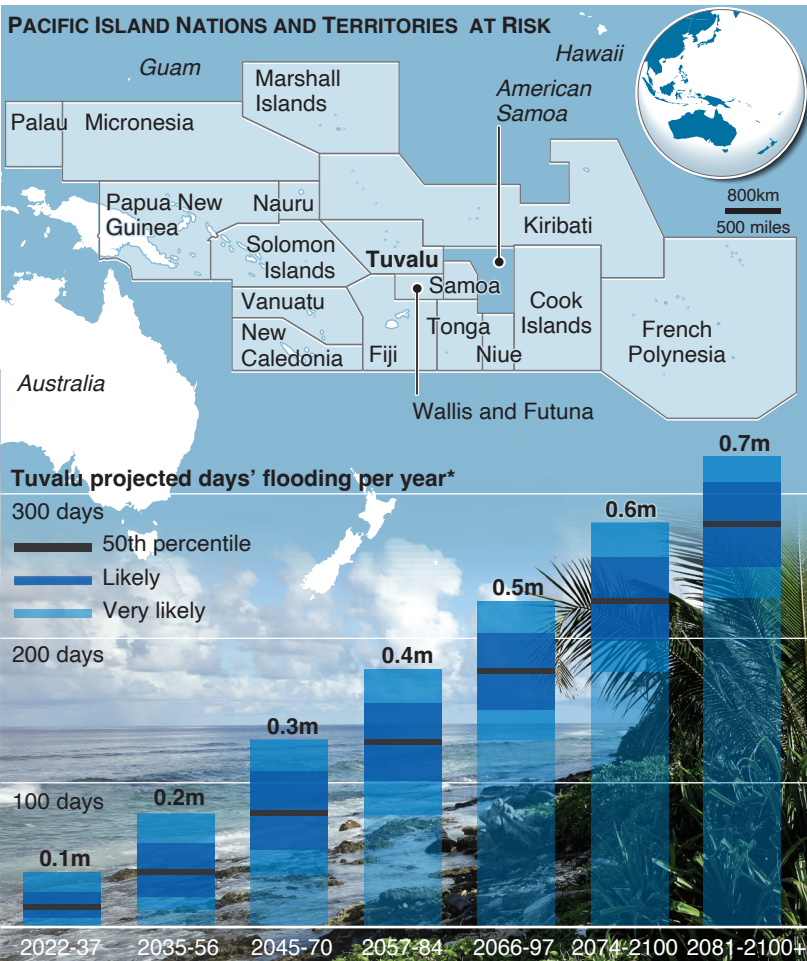 PACIFIC ISLAND NATIONS AND TERRITORIES AT RISK
Hawaii
Guam
Marshall
Islands
American
Samoa
Palau
Micronesia
800km
500 miles
Papua New
Guinea
Nauru
Kiribati
Solomon
Islands
Tuvalu
Samoa
Vanuatu
Cook
Islands
New
Caledonia
Fiji
Tonga
Niue
French
Polynesia
Australia
Wallis and Futuna
Tuvalu projected days' flooding per year*
300 days
50th percentile
Likely
Very likely
200 days
100 days
0.1m
0.2m
0.3m
0.4m
0.5m
0.6m
0.7m
2022-37
2035-56
2045-70
2057-84
2066-97
2074-2100
2081-2100+